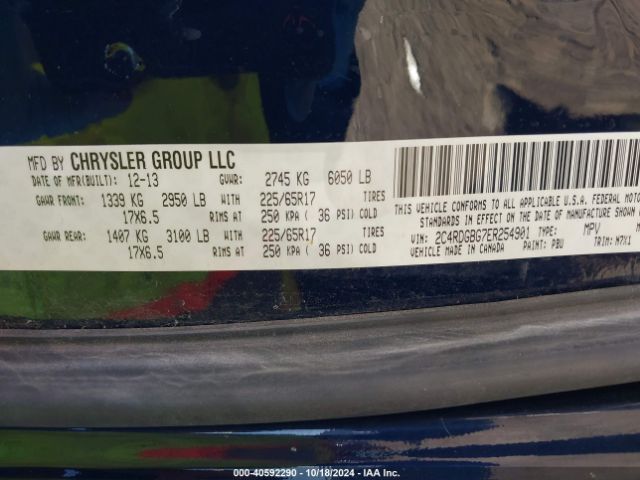 MFD BY CHRYSLER GROUP LLC
DATE OF MFR(BUILT): 12-13 GVWR: 2745 KG 6050 LB
GAWR FRONT: 1339 KG 2950 LB WITH 225/65R17 TIRES
17X6.5 RIMS AT 250 KPA ( 36 PSI) COLD
GAWR REAR: 1407 KG 3100 LB WITH 225/65R17 TIRES
17X6.5 RIMS AT 250 KPA ( 36 PSI) COLD
THIS VEHICLE CONFORMS TO ALL APPLICABLE U.S.A. FEDERAL MOTO
STANDARDS IN EFFECT ON THE DATE OF MANUFACTURE SHOWN
VIN: 2C4RDGBG7ER254901 TYPE: MPV M
VEHICLE MADE IN CANADA PAINT: PBU TRIM: M7X1
000-40592290 - 10/18/2024 - IAA Inc.